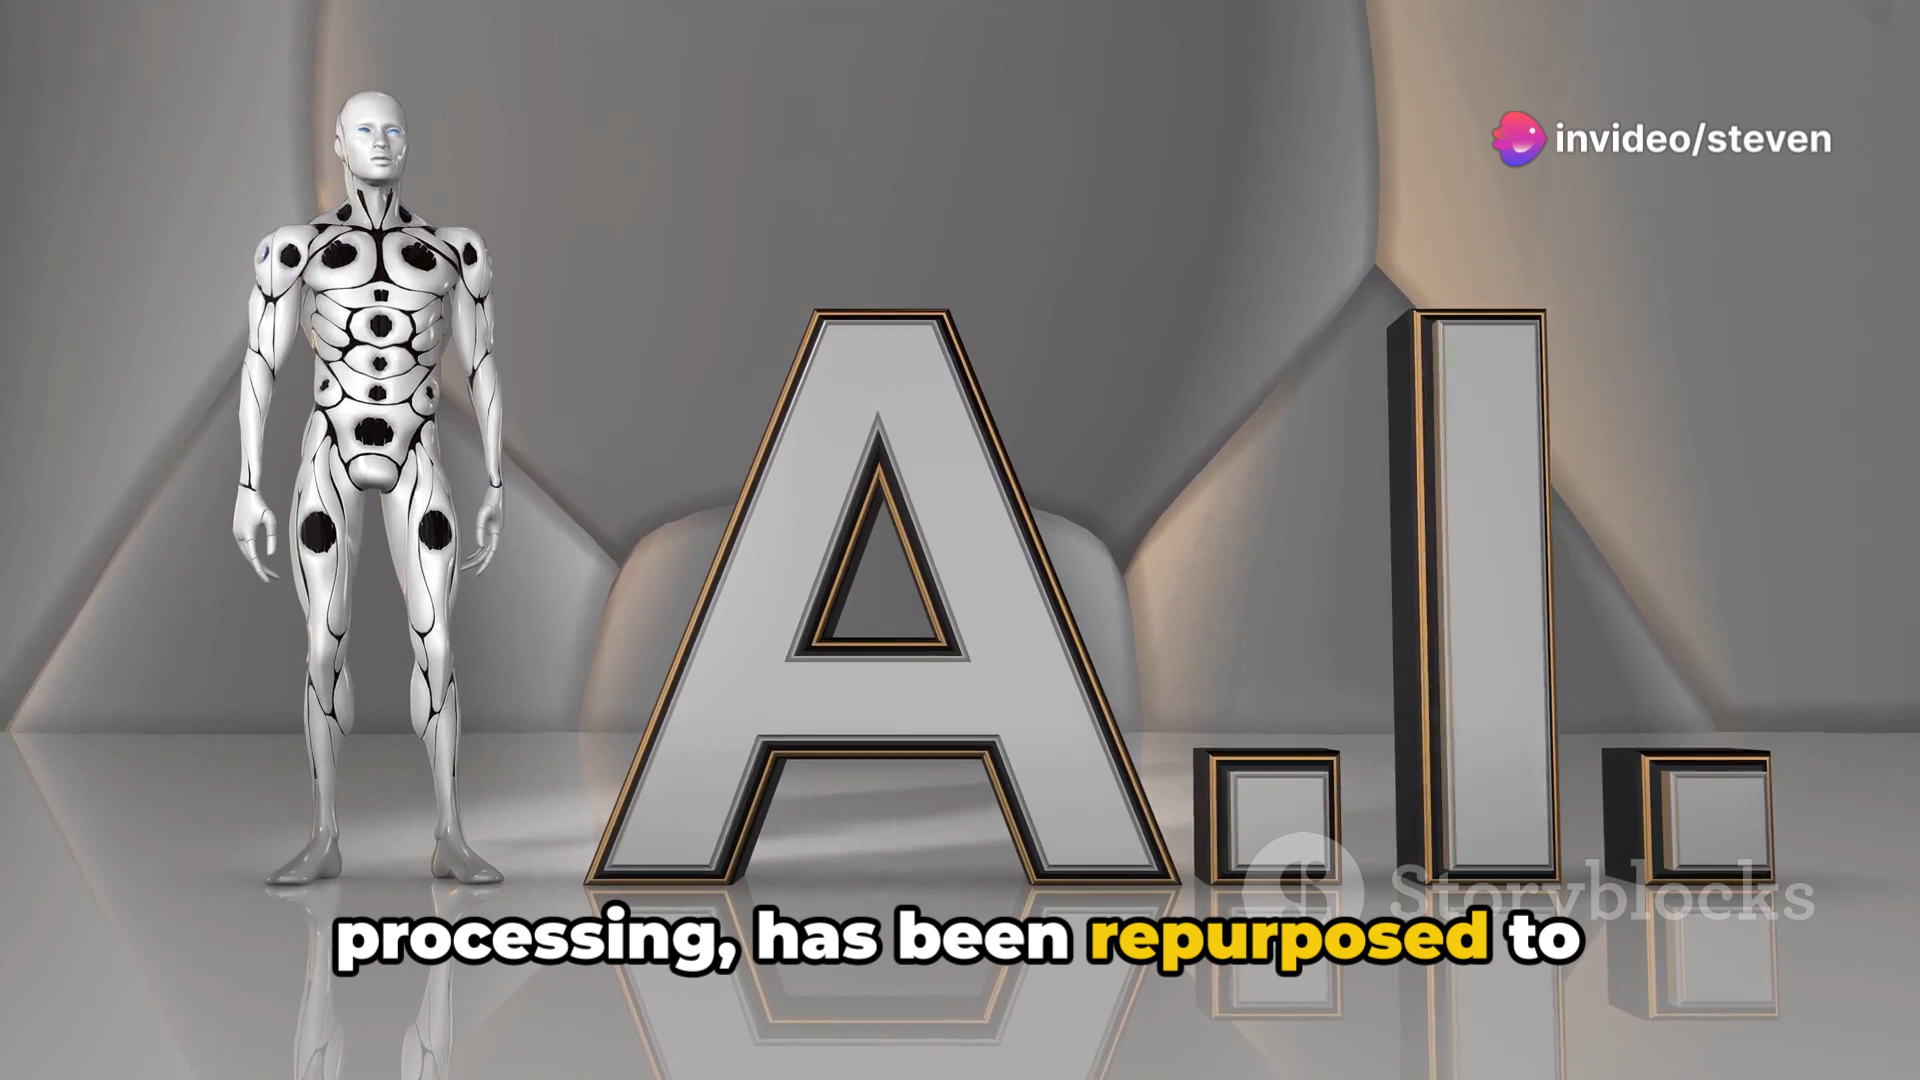 invideo/steven
A.I.
Storyblocks
processing, has been repurposed to